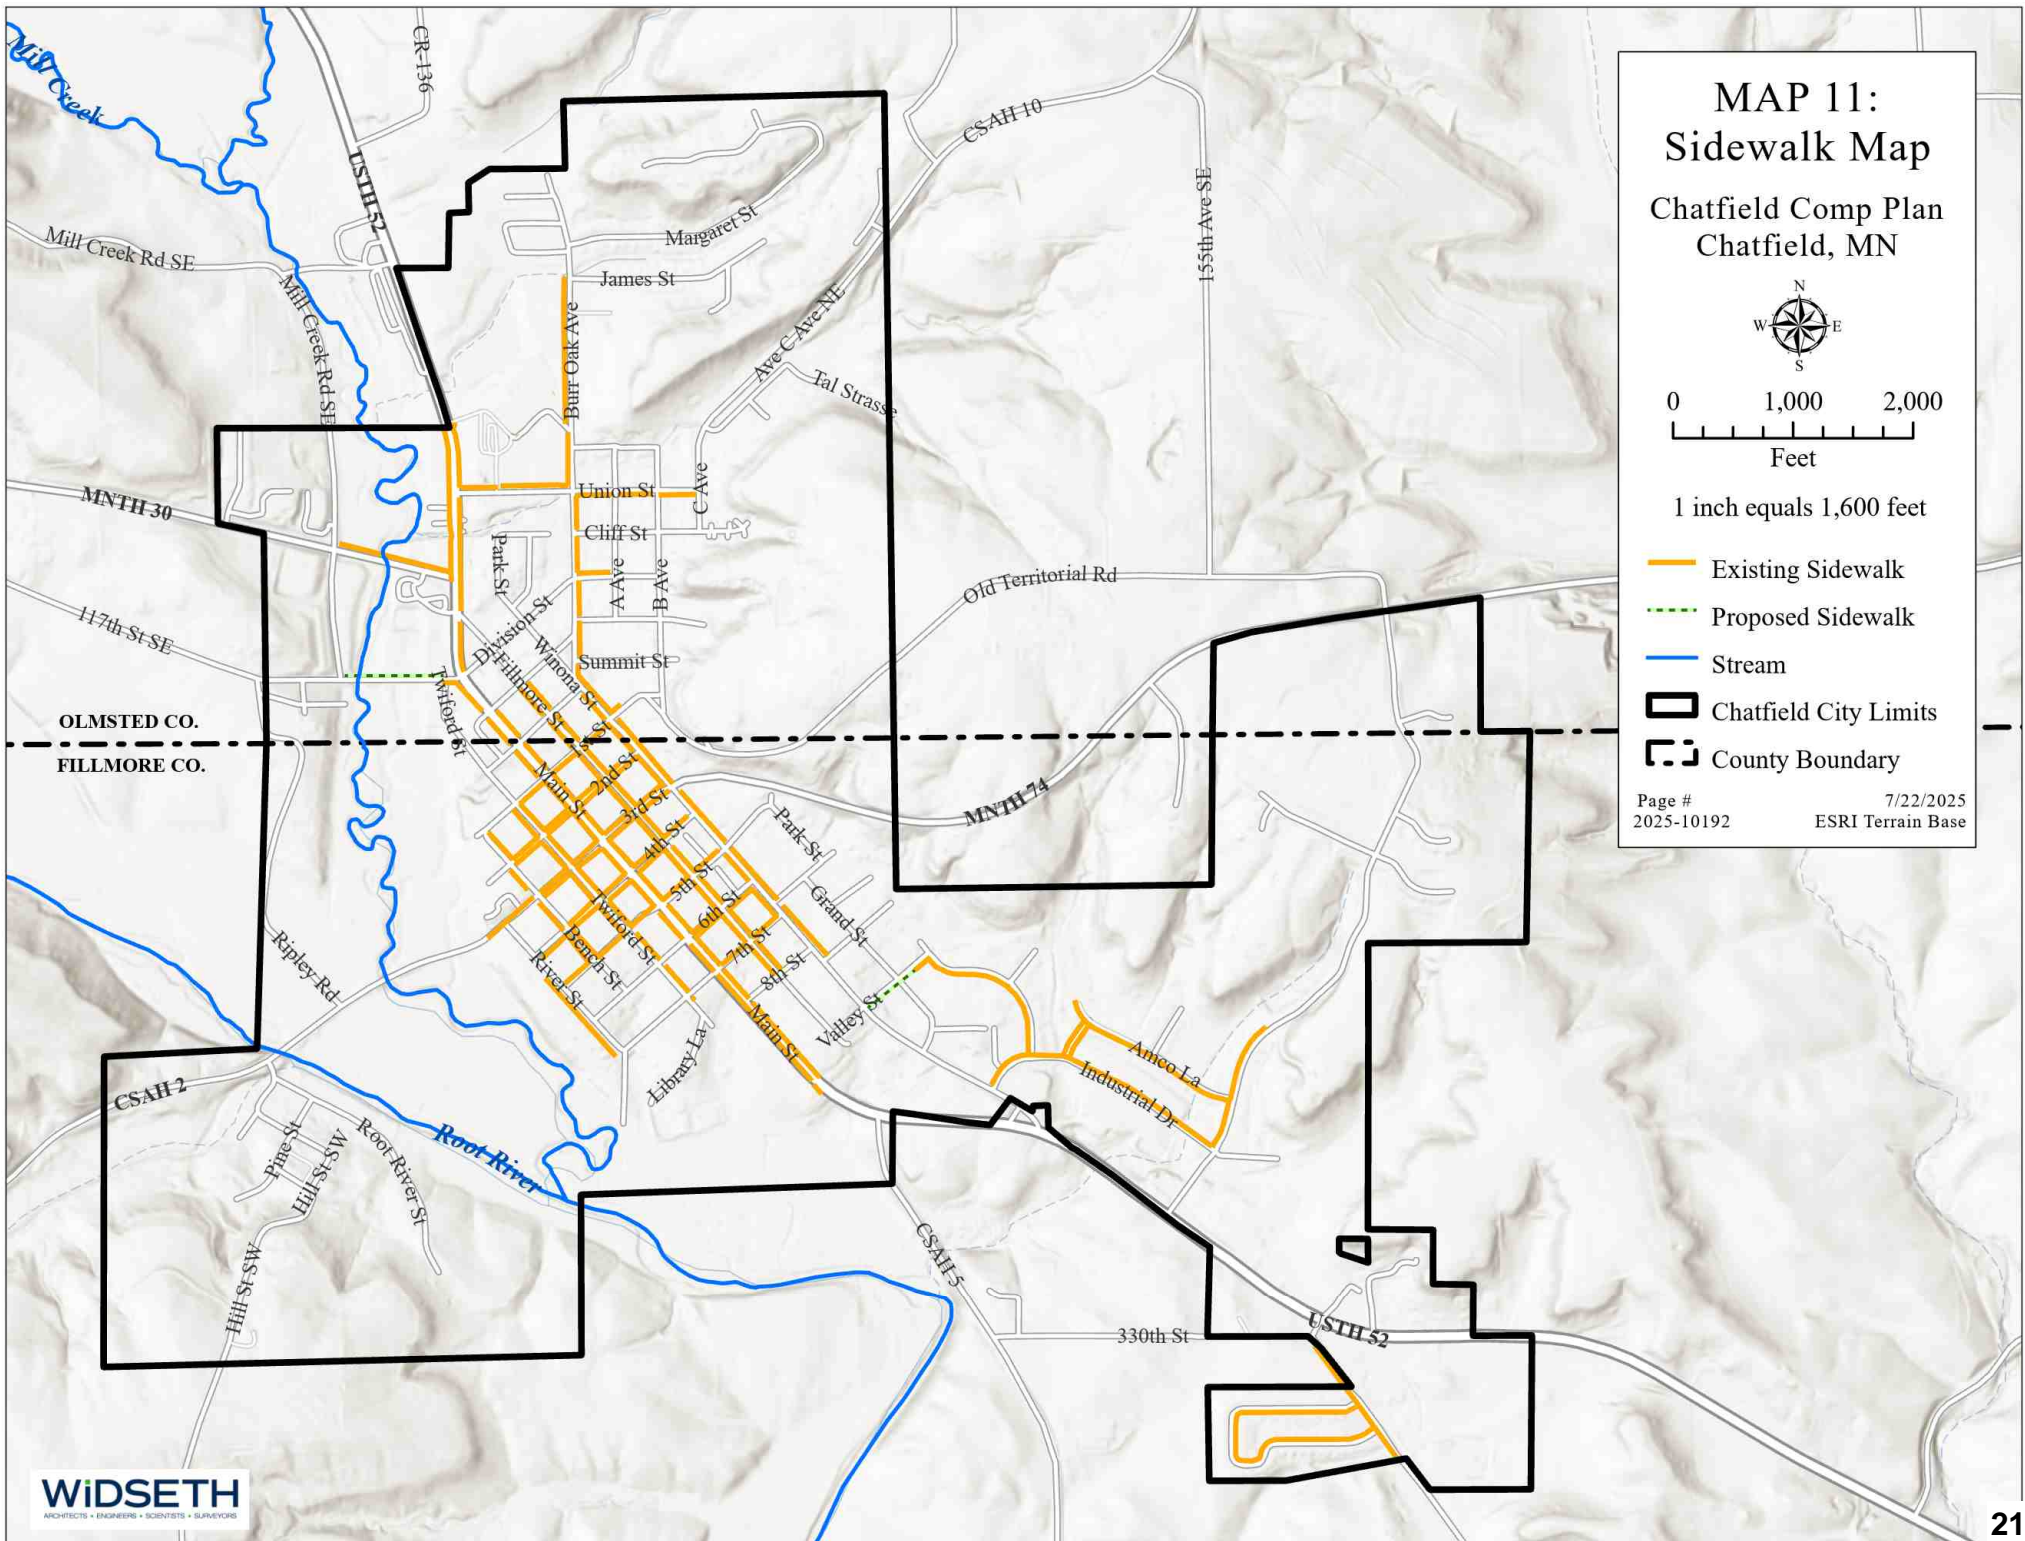 Mill Creek
CR-136
USTH 52
CSAH 10
155th Ave SE
Mill Creek Rd SE
Mill Creek Rd SE
Margaret St
James St
Burr Oak Ave
Ave C Ave NE
Tal Strasse
MNTH 30
Union St
C Ave
Cliff St
Park St
A Ave
B Ave
Old Territorial Rd
117th St SE
Division St
Winona St
Summit St
Fillmore St
Twiford St
OLMSTED CO.
FILLMORE CO.
1st St
2nd St
Main St
3rd St
4th St
MNTH 74
Park St
5th St
6th St
Grand St
Twiford St
7th St
Bench St
8th St
River St
Ripley Rd
Valley St
Main St
Library La
Amco La
Industrial Dr
CSAH 2
Root River
Pine St
Hill St SW
Root River St
Hill St SW
CSAH 5
330th St
USTH 52
MAP 11:
Sidewalk Map
Chatfield Comp Plan
Chatfield, MN
N
W E
S
0 1,000 2,000
Feet
1 inch equals 1,600 feet
Existing Sidewalk
Proposed Sidewalk
Stream
Chatfield City Limits
County Boundary
Page # 7/22/2025
2025-10192 ESRI Terrain Base
WiDSETH
ARCHITECTS • ENGINEERS • SCIENTISTS • SURVEYORS
21